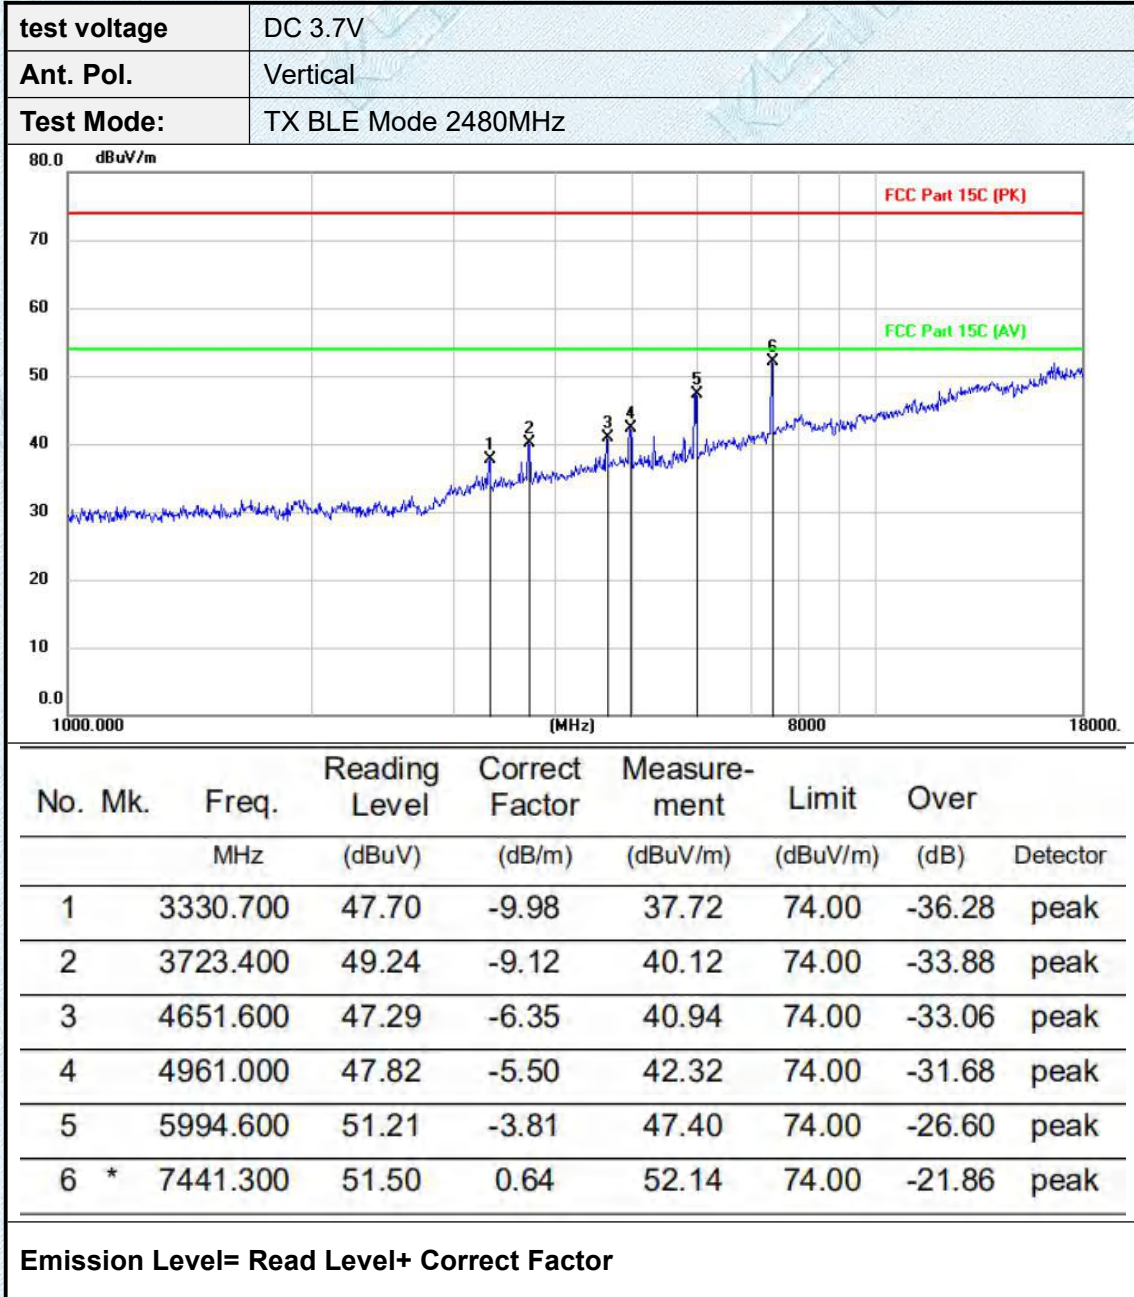 test voltage DC 3.7V
Ant. Pol. Vertical
Test Mode: TX BLE Mode 2480MHz
80.0 dBuV/m
FCC Part 15C (PK)
70
60
FCC Part 15C (AV)
50
40
30
20
10
0.0
1 2 3 4 5 6
1000.000 (MHz) 8000 18000.
No. Mk. Freq. Reading Level Correct Factor Measure-ment Limit Over
MHz (dBuV) (dB/m) (dBuV/m) (dBuV/m) (dB) Detector
1 3330.700 47.70 -9.98 37.72 74.00 -36.28 peak
2 3723.400 49.24 -9.12 40.12 74.00 -33.88 peak
3 4651.600 47.29 -6.35 40.94 74.00 -33.06 peak
4 4961.000 47.82 -5.50 42.32 74.00 -31.68 peak
5 5994.600 51.21 -3.81 47.40 74.00 -26.60 peak
6 * 7441.300 51.50 0.64 52.14 74.00 -21.86 peak
Emission Level= Read Level+ Correct Factor